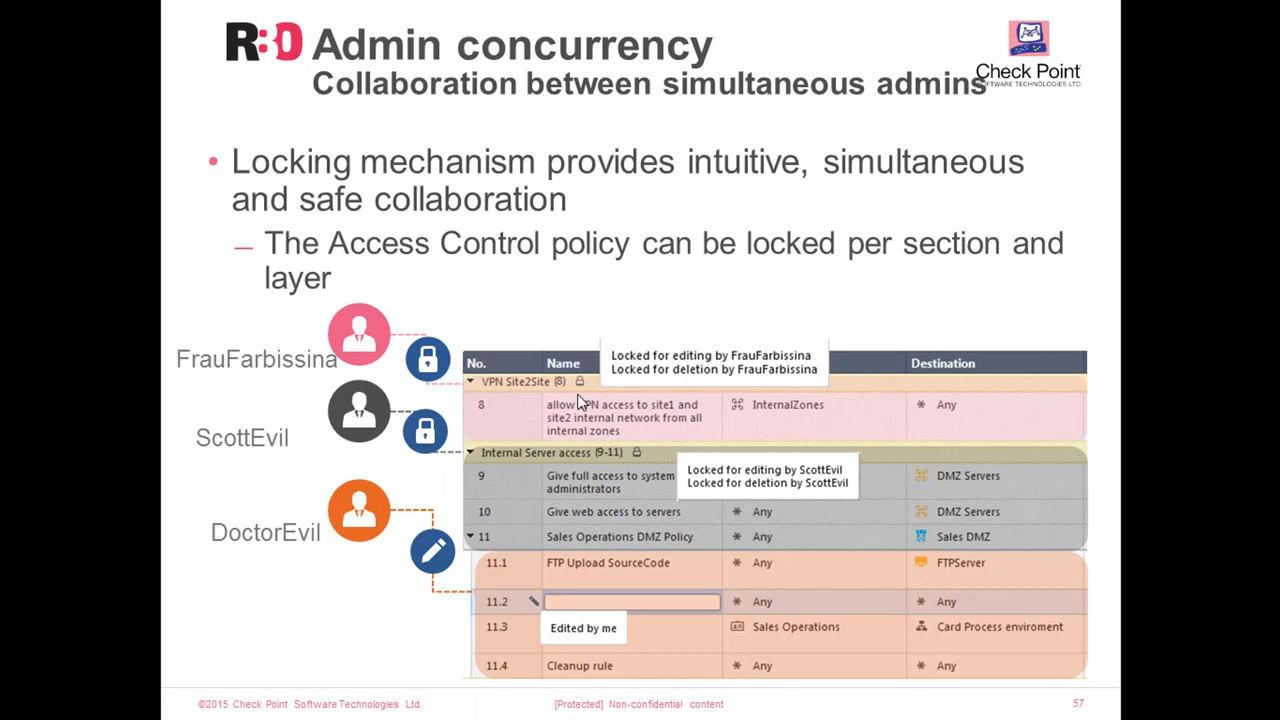 R:80 Admin concurrency
Collaboration between simultaneous admins
Check Point
SOFTWARE TECHNOLOGIES LTD.
• Locking mechanism provides intuitive, simultaneous
and safe collaboration
— The Access Control policy can be locked per section and
layer
FrauFarbissina
ScottEvil
DoctorEvil
No. Name Destination
Locked for editing by FrauFarbissina
Locked for deletion by FrauFarbissina
VPN Site2Site (8)
8 allow VPN access to site1 and InternalZones * Any
site2 internal network from all
internal zones
Internal Server access (9-11)
Locked for editing by ScottEvil
Locked for deletion by ScottEvil
9 Give full access to system DMZ Servers
administrators
10 Give web access to servers * Any DMZ Servers
11 Sales Operations DMZ Policy * Any Sales DMZ
11.1 FTP Upload SourceCode * Any FTPServer
11.2 * Any * Any
Edited by me
11.3 Sales Operations Card Process enviroment
11.4 Cleanup rule * Any * Any
©2015 Check Point Software Technologies Ltd. [Protected] Non-confidential content 57